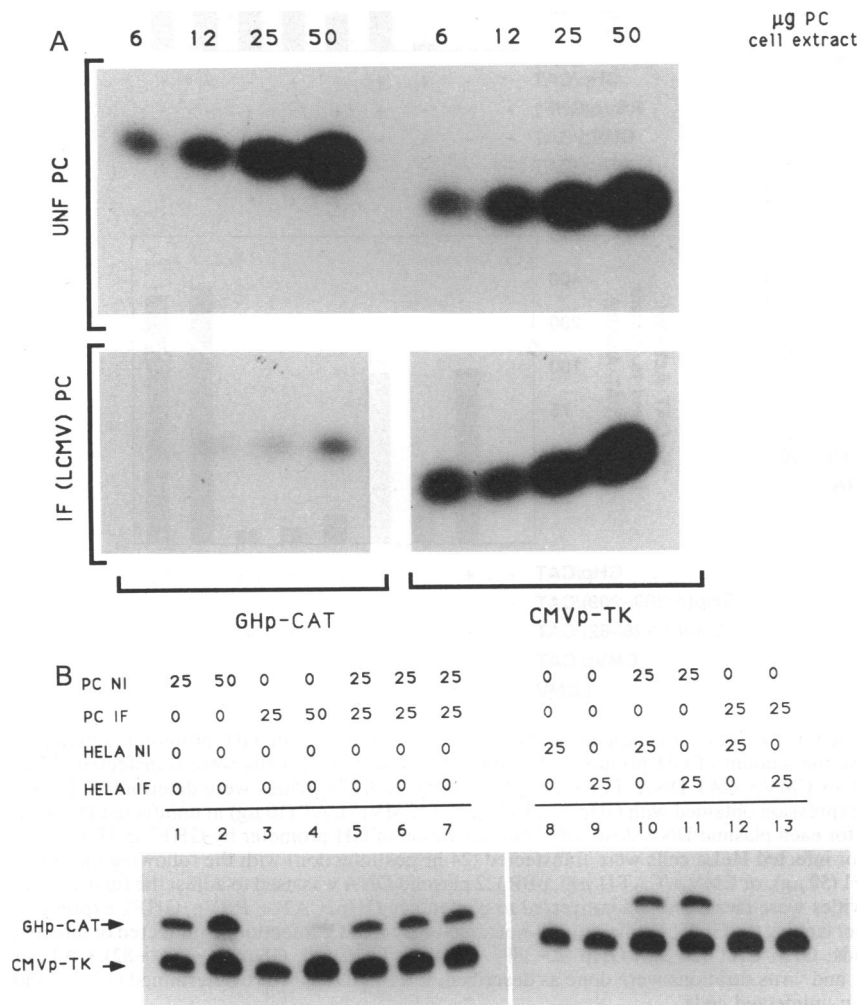 A
6 12 25 50 6 12 25 50 µg PC
cell extract
UNF PC
IF (LCMV) PC
GHp-CAT CMVp-TK
B
PC NI 25 50 0 0 25 25 25 0 0 25 25 0 0
PC IF 0 0 25 50 25 25 25 0 0 0 0 25 25
HELA NI 0 0 0 0 0 0 0 25 0 25 0 25 0
HELA IF 0 0 0 0 0 0 0 0 25 0 25 0 25
1 2 3 4 5 6 7 8 9 10 11 12 13
GHp-CAT
CMVp-TK